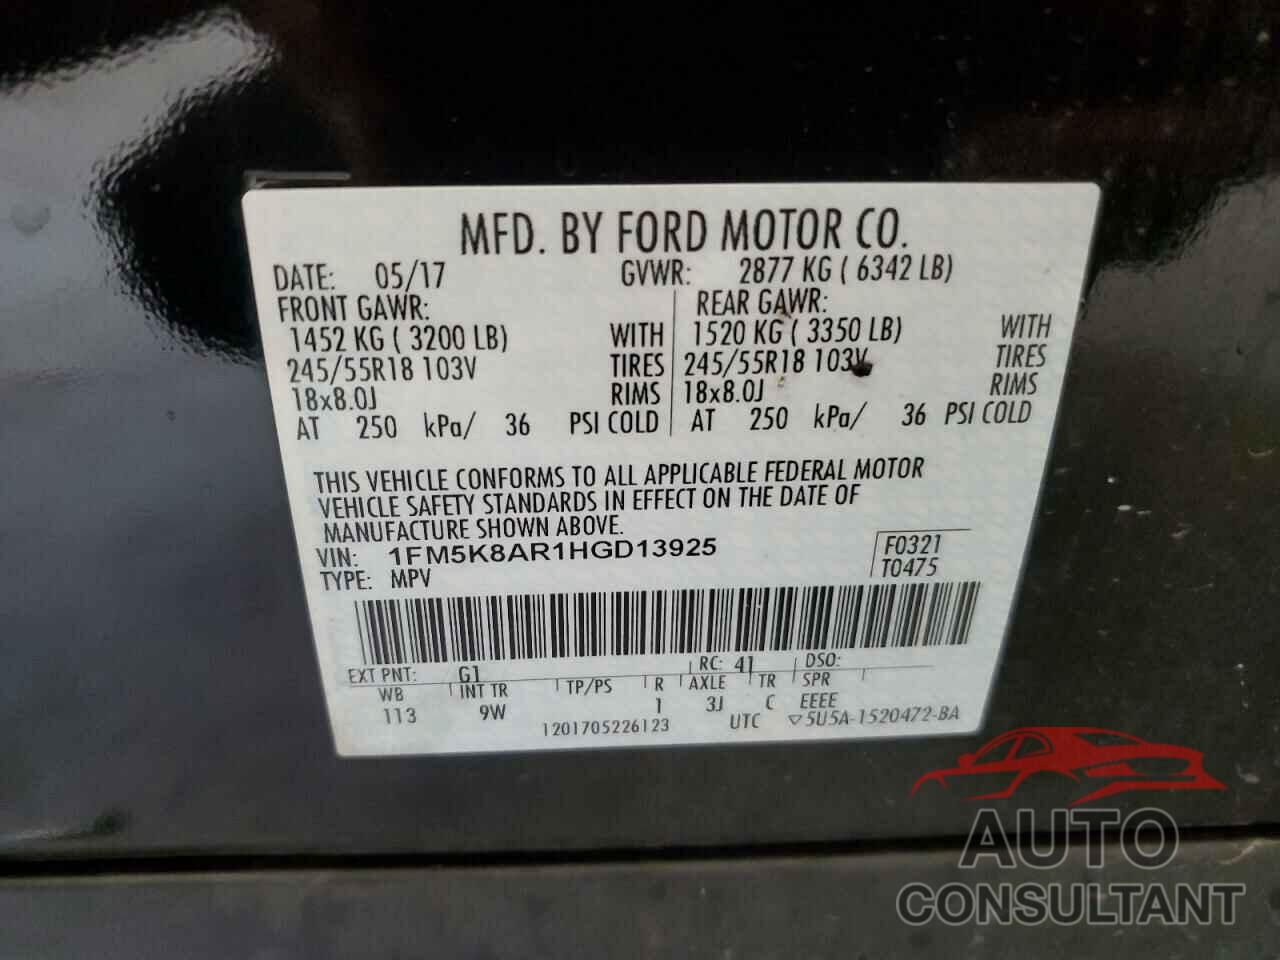 MFD. BY FORD MOTOR CO.
DATE: 05/17 GVWR: 2877 KG ( 6342 LB)
FRONT GAWR: REAR GAWR:
1452 KG ( 3200 LB) WITH 1520 KG ( 3350 LB) WITH
245/55R18 103V TIRES 245/55R18 103V TIRES
18x8.0J RIMS 18x8.0J RIMS
AT 250 kPa/ 36 PSI COLD AT 250 kPa/ 36 PSI COLD
THIS VEHICLE CONFORMS TO ALL APPLICABLE FEDERAL MOTOR
VEHICLE SAFETY STANDARDS IN EFFECT ON THE DATE OF
MANUFACTURE SHOWN ABOVE.
VIN: 1FM5K8AR1HGD13925 F0321
TYPE: MPV T0475
EXT PNT: G1 RC: 41 DSO:
WB INT TR TP/PS R AXLE TR SPR
113 9W 1 3J C EEEE
1201705226123 UTC ▽5U5A-1520472-BA
AUTO
CONSULTANT